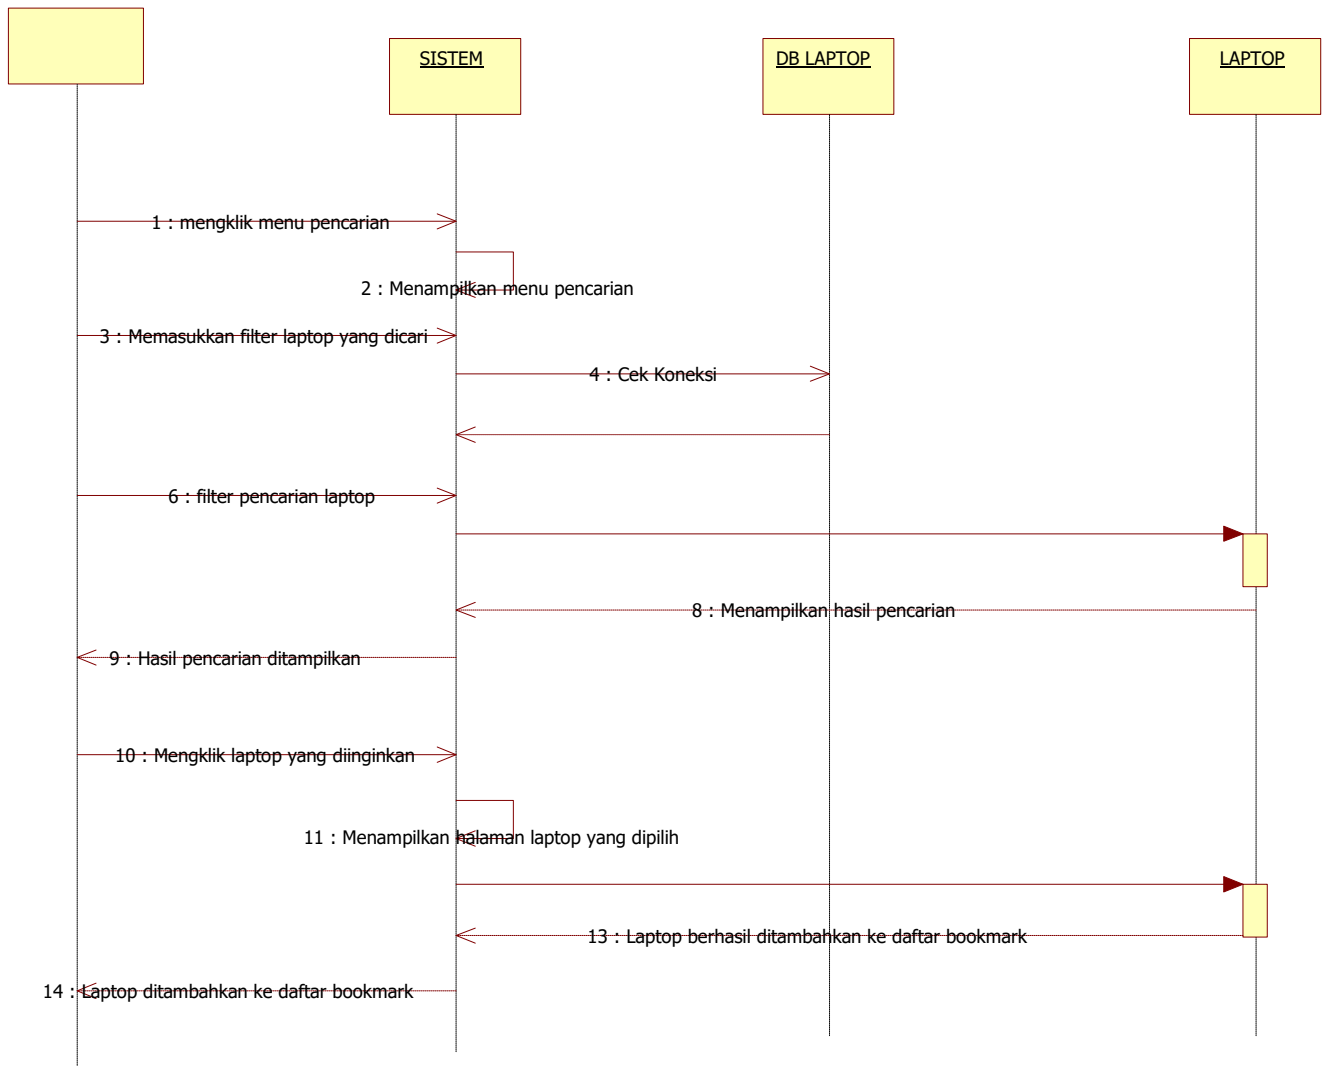 SISTEM
DB LAPTOP
LAPTOP
1 : mengklik menu pencarian
2 : Menampilkan menu pencarian
3 : Memasukkan filter laptop yang dicari
4 : Cek Koneksi
6 : filter pencarian laptop
8 : Menampilkan hasil pencarian
9 : Hasil pencarian ditampilkan
10 : Mengklik laptop yang diinginkan
11 : Menampilkan halaman laptop yang dipilih
13 : Laptop berhasil ditambahkan ke daftar bookmark
14 : Laptop ditambahkan ke daftar bookmark